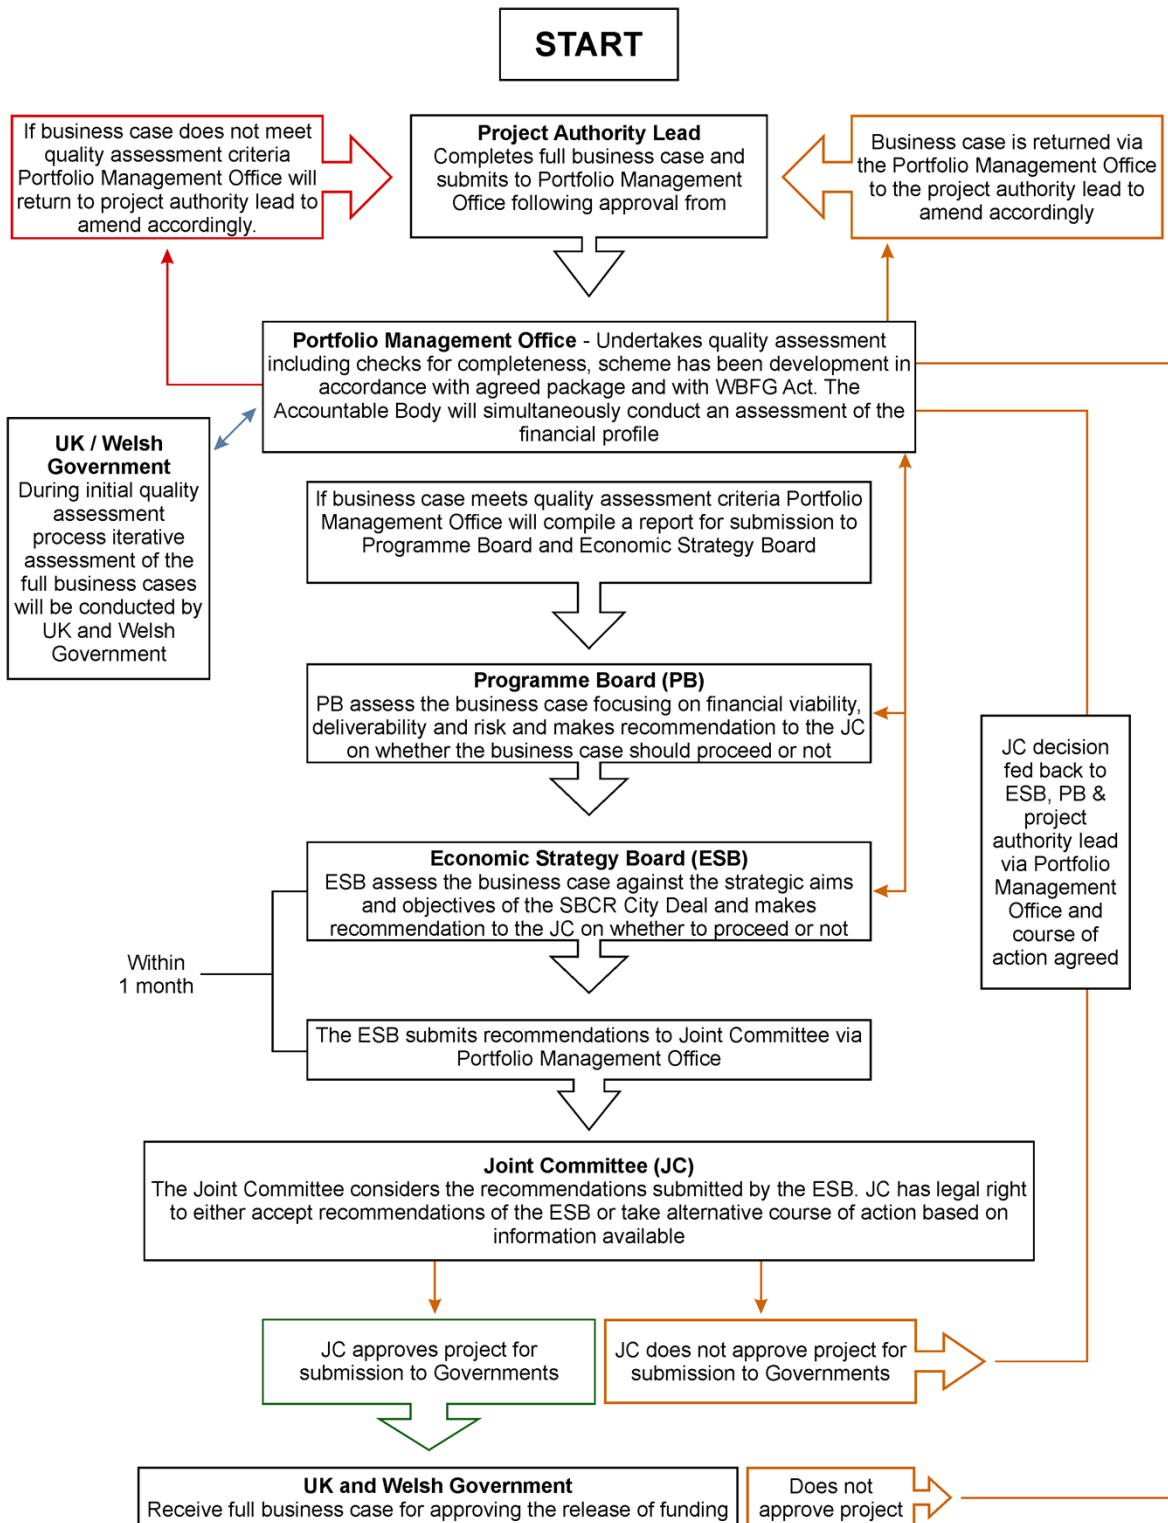 START
If business case does not meet
quality assessment criteria
Portfolio Management Office will
return to project authority lead to
amend accordingly.
Project Authority Lead
Completes full business case and
submits to Portfolio Management
Office following approval from
Business case is returned via
the Portfolio Management Office
to the project authority lead to
amend accordingly
Portfolio Management Office - Undertakes quality assessment
including checks for completeness, scheme has been development in
accordance with agreed package and with WBFG Act. The
Accountable Body will simultaneously conduct an assessment of the
financial profile
UK / Welsh
Government
During initial quality
assessment
process iterative
assessment of the
full business cases
will be conducted by
UK and Welsh
Government
If business case meets quality assessment criteria Portfolio
Management Office will compile a report for submission to
Programme Board and Economic Strategy Board
Programme Board (PB)
PB assess the business case focusing on financial viability,
deliverability and risk and makes recommendation to the JC
on whether the business case should proceed or not
JC decision
fed back to
ESB, PB &
project
authority lead
via Portfolio
Management
Office and
course of
action agreed
Economic Strategy Board (ESB)
ESB assess the business case against the strategic aims
and objectives of the SBCR City Deal and makes
recommendation to the JC on whether to proceed or not
Within
1 month
The ESB submits recommendations to Joint Committee via
Portfolio Management Office
Joint Committee (JC)
The Joint Committee considers the recommendations submitted by the ESB. JC has legal right
to either accept recommendations of the ESB or take alternative course of action based on
information available
JC approves project for
submission to Governments
JC does not approve project for
submission to Governments
UK and Welsh Government
Receive full business case for approving the release of funding
Does not
approve project